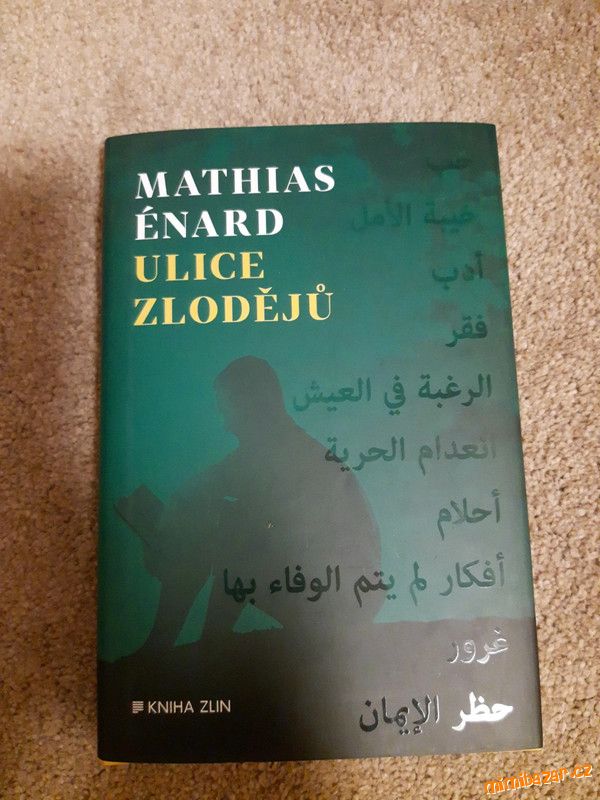 MATHIAS
ÉNARD
ULICE
ZLODĚJŮ
حب
خيبة الأمل
أدب
فقر
الرغبة في العيش
انعدام الحرية
أحلام
أفكار لم يتم الوفاء بها
غرور
حظر الإيمان
KNIHA ZLIN
mimibazar.cz